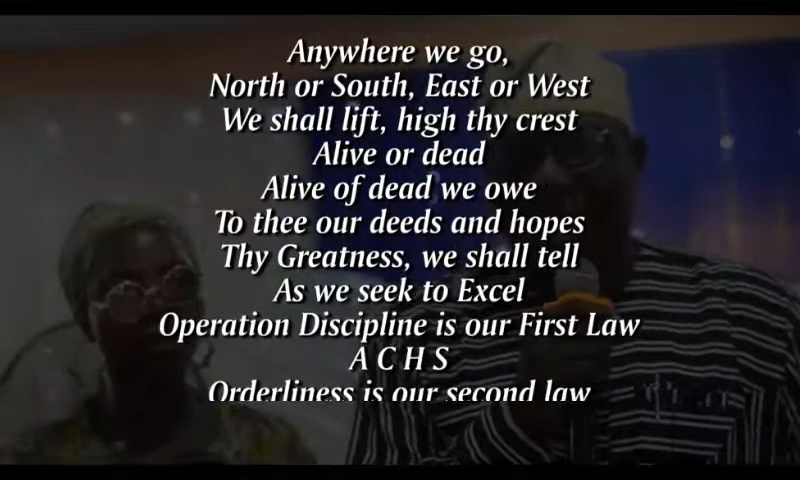 Anywhere we go,
North or South, East or West
We shall lift, high thy crest
Alive or dead
Alive of dead we owe
To thee our deeds and hopes
Thy Greatness, we shall tell
As we seek to Excel
Operation Discipline is our First Law
A C H S
Orderliness is our second law